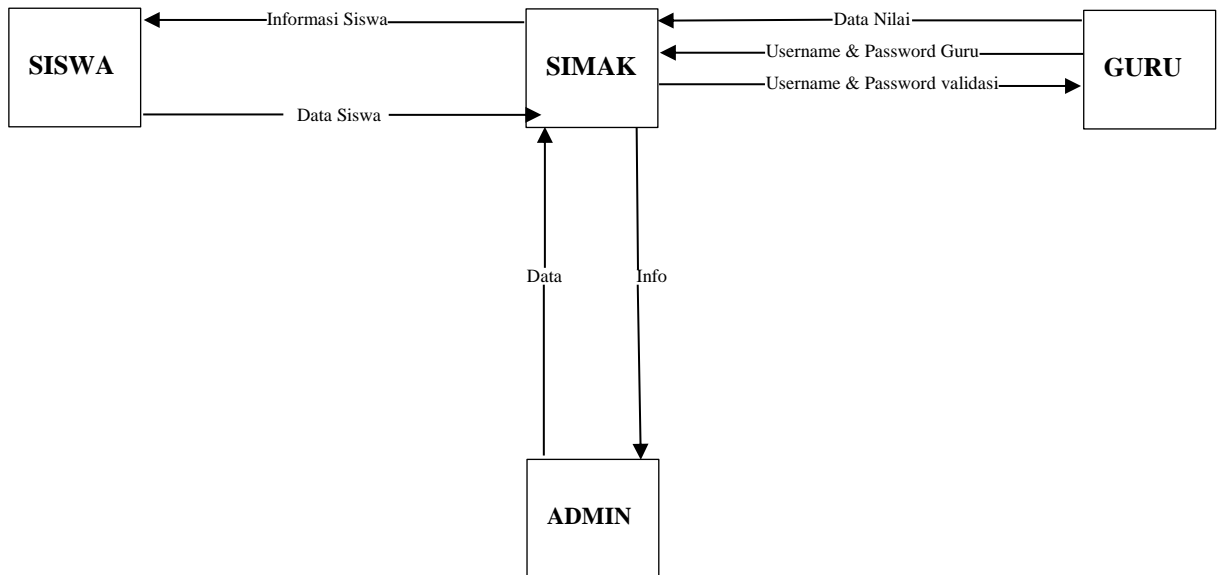 Informasi Siswa
Data Nilai
Username & Password Guru
SISWA
SIMAK
GURU
Username & Password validasi
Data Siswa
Data
Info
ADMIN